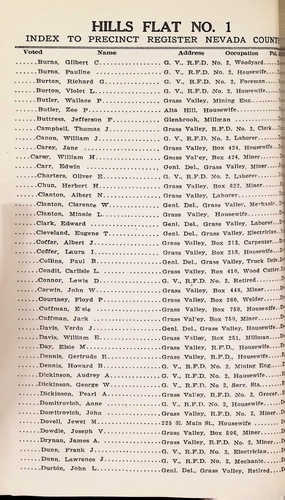 HILLS FLAT NO. 1
INDEX TO PRECINCT REGISTER NEVADA COUNT
Voted Name Address Occupation Pol.
......Burns, Gilbert C......G. V., R.F.D. No. 2, Woodyard
......Burns, Pauline......G. V., R.F.D. No. 2, Housewife
......Burton, Richard G......G. V., R.F.D. No. 2, Foreman
......Burton, Violet L......G. V., R.F.D. No. 2, Housewife
......Butler, Wallace P......Grass Valley, Mining Eng.
......Butler, Zoe P......Alta Hill, Housewife
......Buttress, Jefferson F......Glenbrook, Millman
......Campbell, Thomas J......Grass Valley, R.F.D. No. 2, Clerk
......Canon, William J......G. V., R.F.D. No. 2, Laborer
......Carey, Jane......Grass Valley, Box 424, Housewife
......Carey, William H......Grass Valley, Box 424, Miner
......Carr, Edwin......Genl. Del., Grass Valley, Miner
......Charters, Oliver E......G. V., R.F.D. No. 2, Laborer
......Chun, Herbert H......Grass Valley, Box 622, Miner
......Clanton, Albert N......Grass Valley, Laborer
......Clanton, Clarence W......Genl. Del., Grass Valley, Mechanic
......Clanton, Minnie L......Grass Valley, Housewife
......Clark, Edward......Genl. Del., Grass Valley, Laborer
......Cleveland, Eugene T......Genl. Del., Grass Valley, Electrician
......Coffer, Albert J......Grass Valley, Box 213, Carpenter
......Coffer, Laura I......Grass Valley, Box 213, Housewife
......Collins, Paul B......Genl. Del., Grass Valley, Truck Driv.
......Condit, Carlisle L......Grass Valley, Box 410, Wood Cutter
......Connor, Lewis D......G. V., R.F.D. No. 2, Retired
......Corwin, John W......Grass Valley, Box 446, Miner
......Courtney, Floyd P......Grass Valley, Box 260, Welder
......Cuffman, Elsie......Grass Valley, Box 750, Housewife
......Cuffman, Jack......Grass Valley, Box 750, Miner
......Davis, Verda J......Genl. Del., Grass Valley, Housewife
......Davis, William E......Grass Valley, Box 251, Millman
......Day, Elsie M......Grass Valley, R.F.D., Housewife
......Dennis, Gertrude R......Grass Valley, R.F.D., Housewife
......Dennis, Howard B......G. V., R.F.D. No. 2, Mining Eng.
......Dickinson, Audrey A......G. V., R.F.D. No. 2, Housewife
......Dickinson, George W......G. V., R.F.D. No. 2, Serv. Sta.
......Dickinson, Pearl A......Grass Valley, R.F.D. No. 2, Grocer
......Domitrovich, Anne......G. V., R.F.D. No. 2, Housewife
......Domitrovich, John......Grass Valley, R.F.D. No. 2, Miner
......Dovell, Jewel M......225 S. Main St., Housewife
......Dowdle, Joseph V......Grass Valley, Box 506, Miner
......Drynan, James A......Grass Valley, R.F.D. No. 2, Miner
......Dunn, Frank J......G. V., R.F.D. No. 2, Electrician
......Dunn, Lawrence J......G. V., R.F.D. No. 2, Mechanic
......Durbin, John L......Genl. Del., Grass Valley, Retired